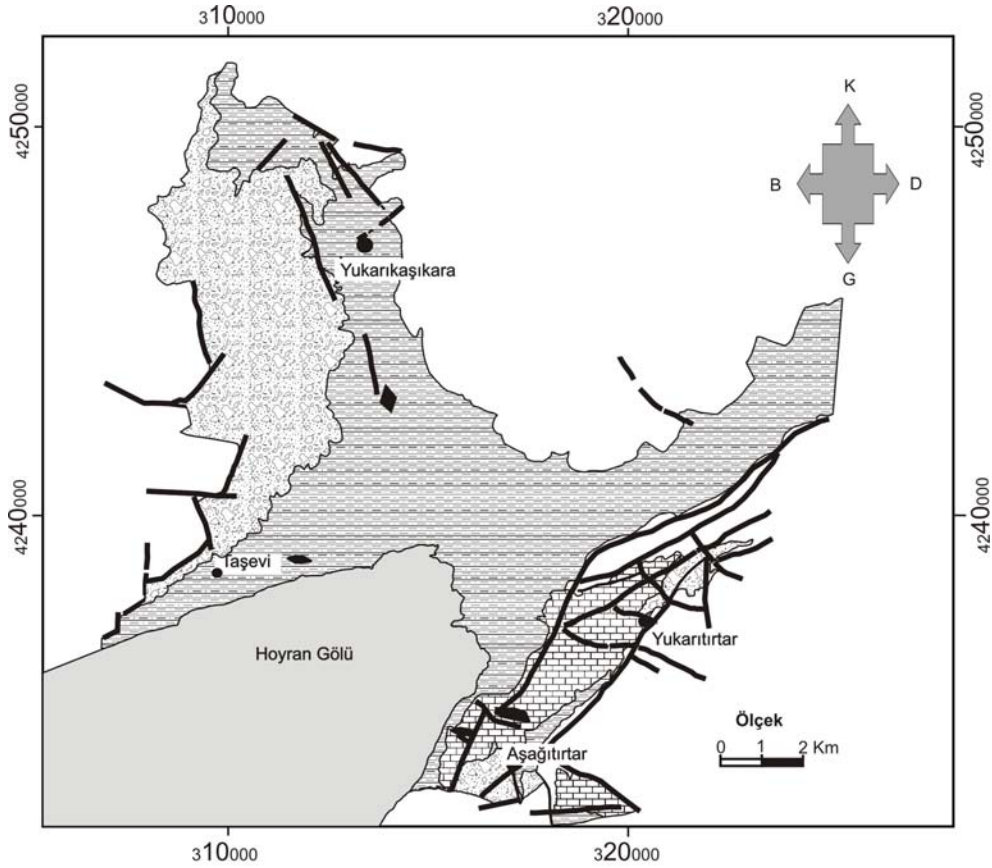 310000 320000
4250000 4250000
K
B D
G
Yukarıkaşıkara
4240000 4240000
Taşevi
Yukarıtırtar
Hoyran Gölü
Ölçek
0 1 2 Km
Aşağıtırtar
310000 320000